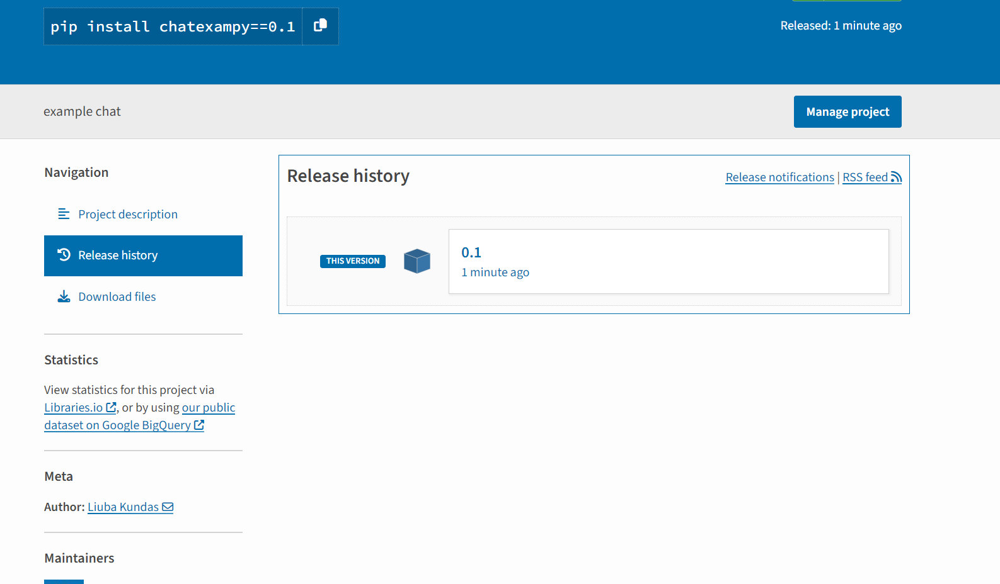 pip install chatexampy==0.1
Released: 1 minute ago
example chat
Manage project
Navigation
Project description
Release history
Download files
Statistics
View statistics for this project via
Libraries.io, or by using our public
dataset on Google BigQuery
Meta
Author: Liuba Kundas
Maintainers
Release history
Release notifications | RSS feed
THIS VERSION
0.1
1 minute ago